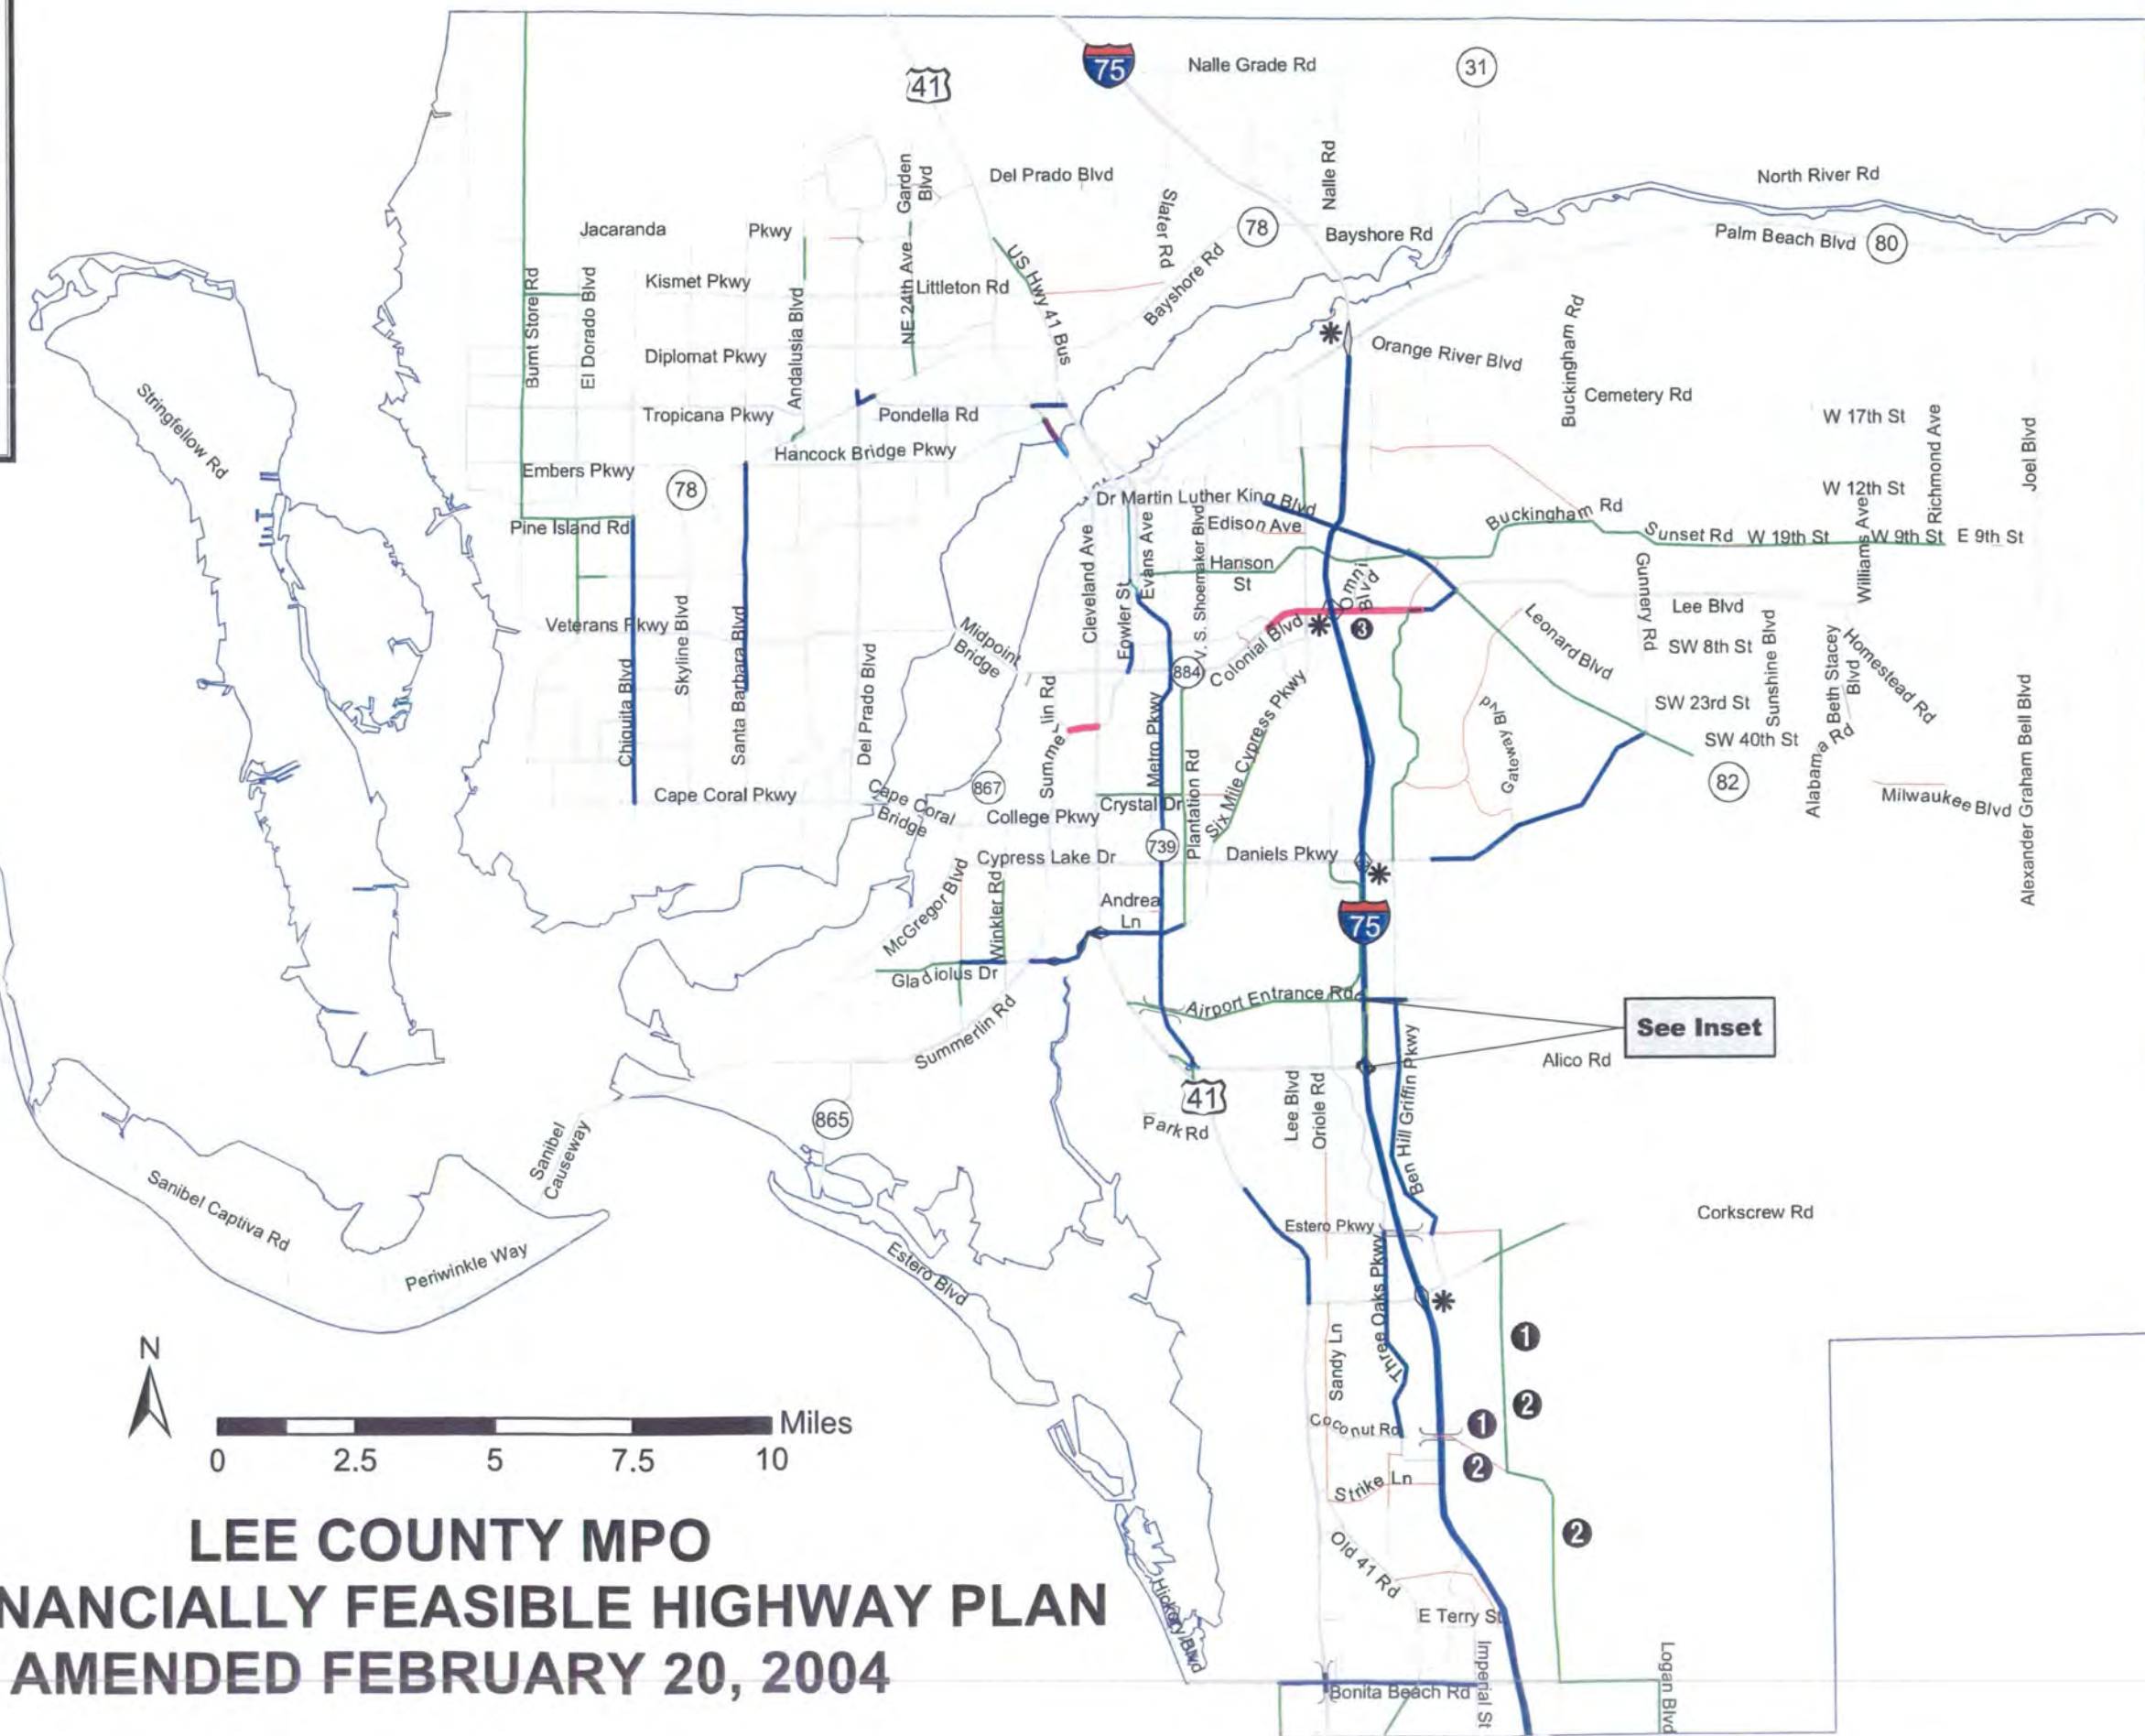 75
Nalle Grade Rd
31
41
Nalle Rd
Garden
Blvd
Del Prado Blvd
Slater Rd
North River Rd
78
Bayshore Rd
Palm Beach Blvd
80
Jacaranda
Pkwy
Burnt Store Rd
El Dorado Blvd
Kismet Pkwy
Andalusia Blvd
NE 24th Ave
Littleton Rd
US Hwy 41 Bus
Bayshore Rd
Buckingham Rd
Orange River Blvd
Diplomat Pkwy
Cemetery Rd
Stringfellow Rd
Tropicana Pkwy
Pondella Rd
W 17th St
Richmond Ave
Joel Blvd
Hancock Bridge Pkwy
Embers Pkwy
78
Dr Martin Luther King Blvd
W 12th St
Pine Island Rd
Edison Ave
Buckingham Rd
Sunset Rd
W 19th St
W 9th St
E 9th St
Cleveland Ave
Evans Ave
V. S. Shoemaker Blvd
Hanson
St
Omni
Blvd
Gunnery Rd
Williams Ave
Fowler St
Lee Blvd
Veterans Pkwy
Skyline Blvd
Santa Barbara Blvd
Midpoint
Bridge
3
Leonard Blvd
SW 8th St
Sunshine Blvd
Beth Stacey
Blvd
Homestead Rd
Chiquita Blvd
Del Prado Blvd
884
Colonial Blvd
Summerlin Rd
Metro Pkwy
Plantation Rd
Six Mile Cypress Pkwy
Gateway Blvd
SW 23rd St
SW 40th St
Alabama Rd
Alexander Graham Bell Blvd
82
867
Cape Coral Pkwy
Cape Coral
Bridge
College Pkwy
Crystal Dr
Milwaukee Blvd
739
Cypress Lake Dr
Daniels Pkwy
McGregor Blvd
Winkler Rd
Andrea
Ln
75
Gladiolus Dr
Airport Entrance Rd
Summerlin Rd
See Inset
Alico Rd
Ben Hill Griffin Pkwy
41
Lee Blvd
Oriole Rd
865
Park Rd
Sanibel
Causeway
Sanibel Captiva Rd
Periwinkle Way
Estero Blvd
Estero Pkwy
Corkscrew Rd
Three Oaks Pkwy
Sandy Ln
1
2
Coconut Rd
1
2
Strike Ln
2
Old 41 Rd
E Terry St
Hickory Blvd
Imperial St
Logan Blvd
Bonita Beach Rd
N
Miles
0 2.5 5 7.5 10
LEE COUNTY MPO
NANCIALLY FEASIBLE HIGHWAY PLAN
AMENDED FEBRUARY 20, 2004